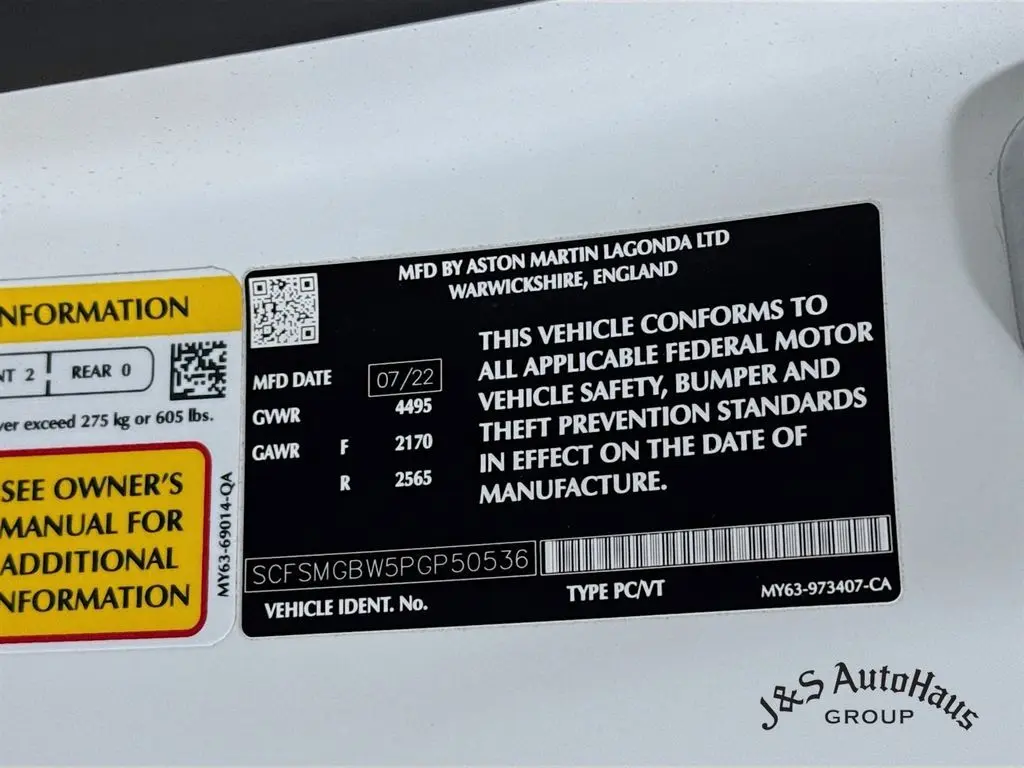 NFORMATION
NT 2 REAR 0
ver exceed 275 kg or 605 lbs.
SEE OWNER'S
MANUAL FOR
ADDITIONAL
NFORMATION
MY63-69014-QA
MFD BY ASTON MARTIN LAGONDA LTD
WARWICKSHIRE, ENGLAND
MFD DATE 07/22
GVWR 4495
GAWR F 2170
R 2565
THIS VEHICLE CONFORMS TO
ALL APPLICABLE FEDERAL MOTOR
VEHICLE SAFETY, BUMPER AND
THEFT PREVENTION STANDARDS
IN EFFECT ON THE DATE OF
MANUFACTURE.
SCFSMGBW5PGP50536
VEHICLE IDENT. No.
TYPE PC/VT
MY63-973407-CA
J&S AutoHaus
GROUP